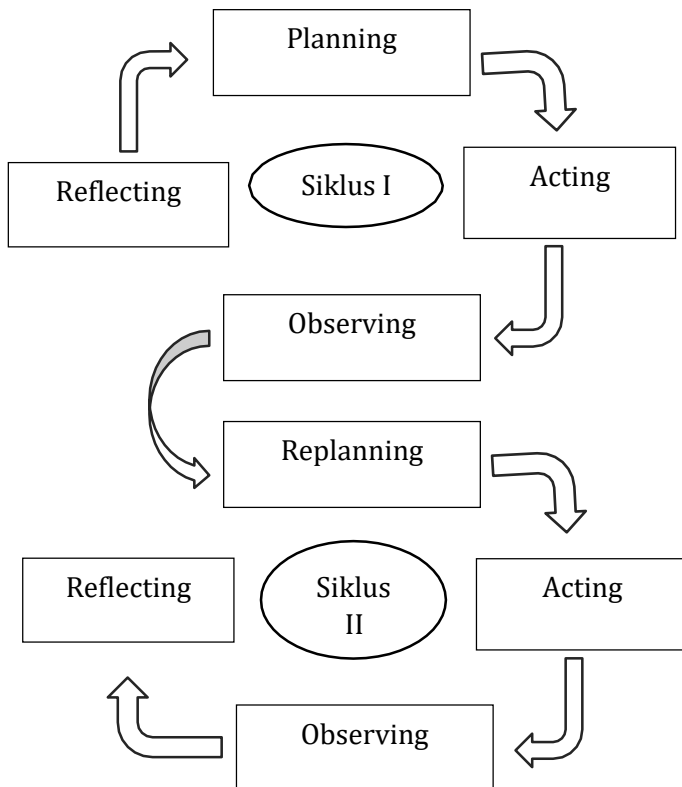 Planning
Reflecting
Siklus I
Acting
Observing
Replanning
Reflecting
Siklus
II
Acting
Observing